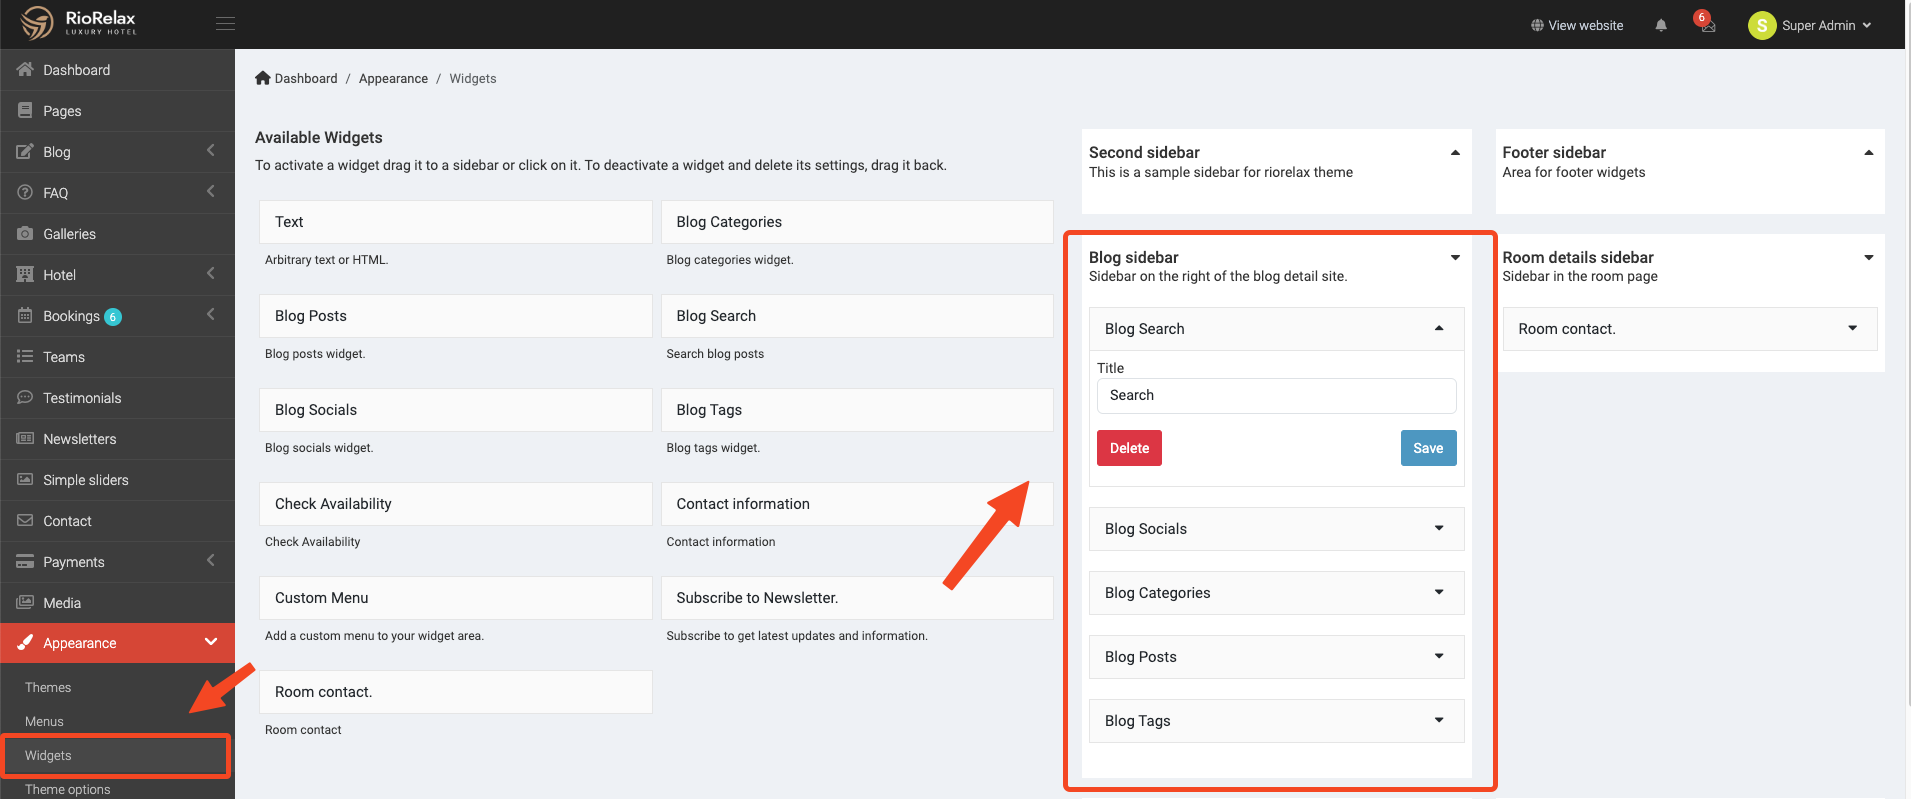 RioRelax
LUXURY HOTEL
View website
6
S
Super Admin
Dashboard
Pages
Blog
FAQ
Galleries
Hotel
Bookings 6
Teams
Testimonials
Newsletters
Simple sliders
Contact
Payments
Media
Appearance
Themes
Menus
Widgets
Theme options
Dashboard / Appearance / Widgets
Available Widgets
To activate a widget drag it to a sidebar or click on it. To deactivate a widget and delete its settings, drag it back.
Text
Arbitrary text or HTML.
Blog Categories
Blog categories widget.
Blog Posts
Blog posts widget.
Blog Search
Search blog posts
Blog Socials
Blog socials widget.
Blog Tags
Blog tags widget.
Check Availability
Check Availability
Contact information
Contact information
Custom Menu
Add a custom menu to your widget area.
Subscribe to Newsletter.
Subscribe to get latest updates and information.
Room contact.
Room contact
Second sidebar
This is a sample sidebar for riorelax theme
Blog sidebar
Sidebar on the right of the blog detail site.
Blog Search
Title
Search
Delete
Save
Blog Socials
Blog Categories
Blog Posts
Blog Tags
Footer sidebar
Area for footer widgets
Room details sidebar
Sidebar in the room page
Room contact.